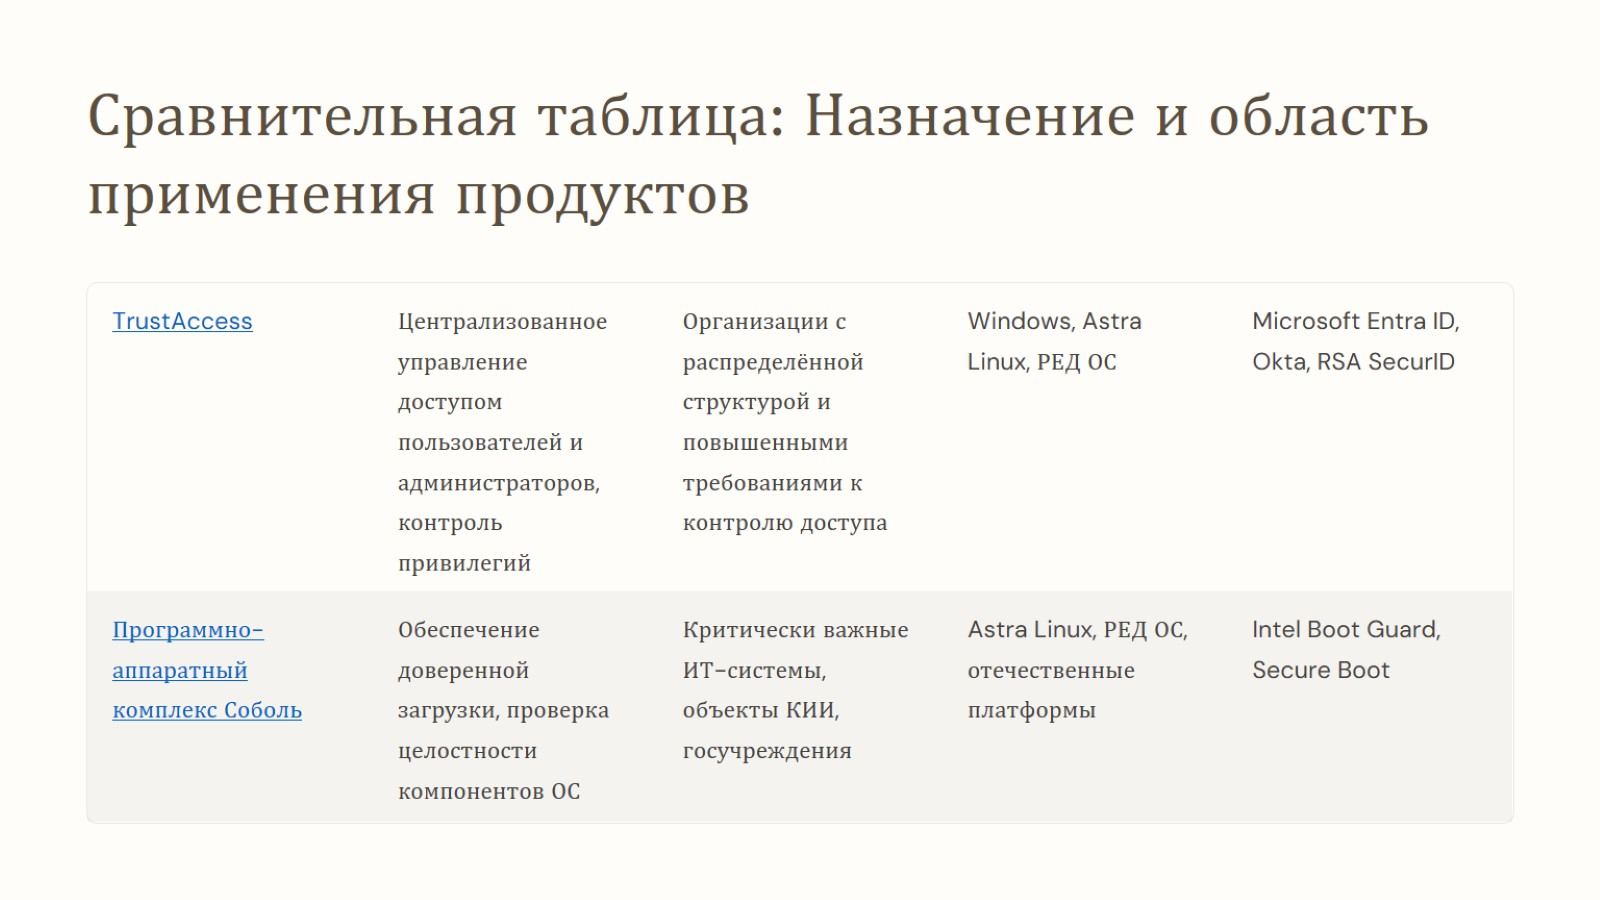 Сравнительная таблица: Назначение и область
применения продуктов
TrustAccess
Централизованное
управление
доступом
пользователей и
администраторов,
контроль
привилегий
Организации с
распределённой
структурой и
повышенными
требованиями к
контролю доступа
Windows, Astra
Linux, РЕД ОС
Microsoft Entra ID,
Okta, RSA SecurID
Программно-
аппаратный
комплекс Соболь
Обеспечение
доверенной
загрузки, проверка
целостности
компонентов ОС
Критически важные
ИТ-системы,
объекты КИИ,
госучреждения
Astra Linux, РЕД ОС,
отечественные
платформы
Intel Boot Guard,
Secure Boot